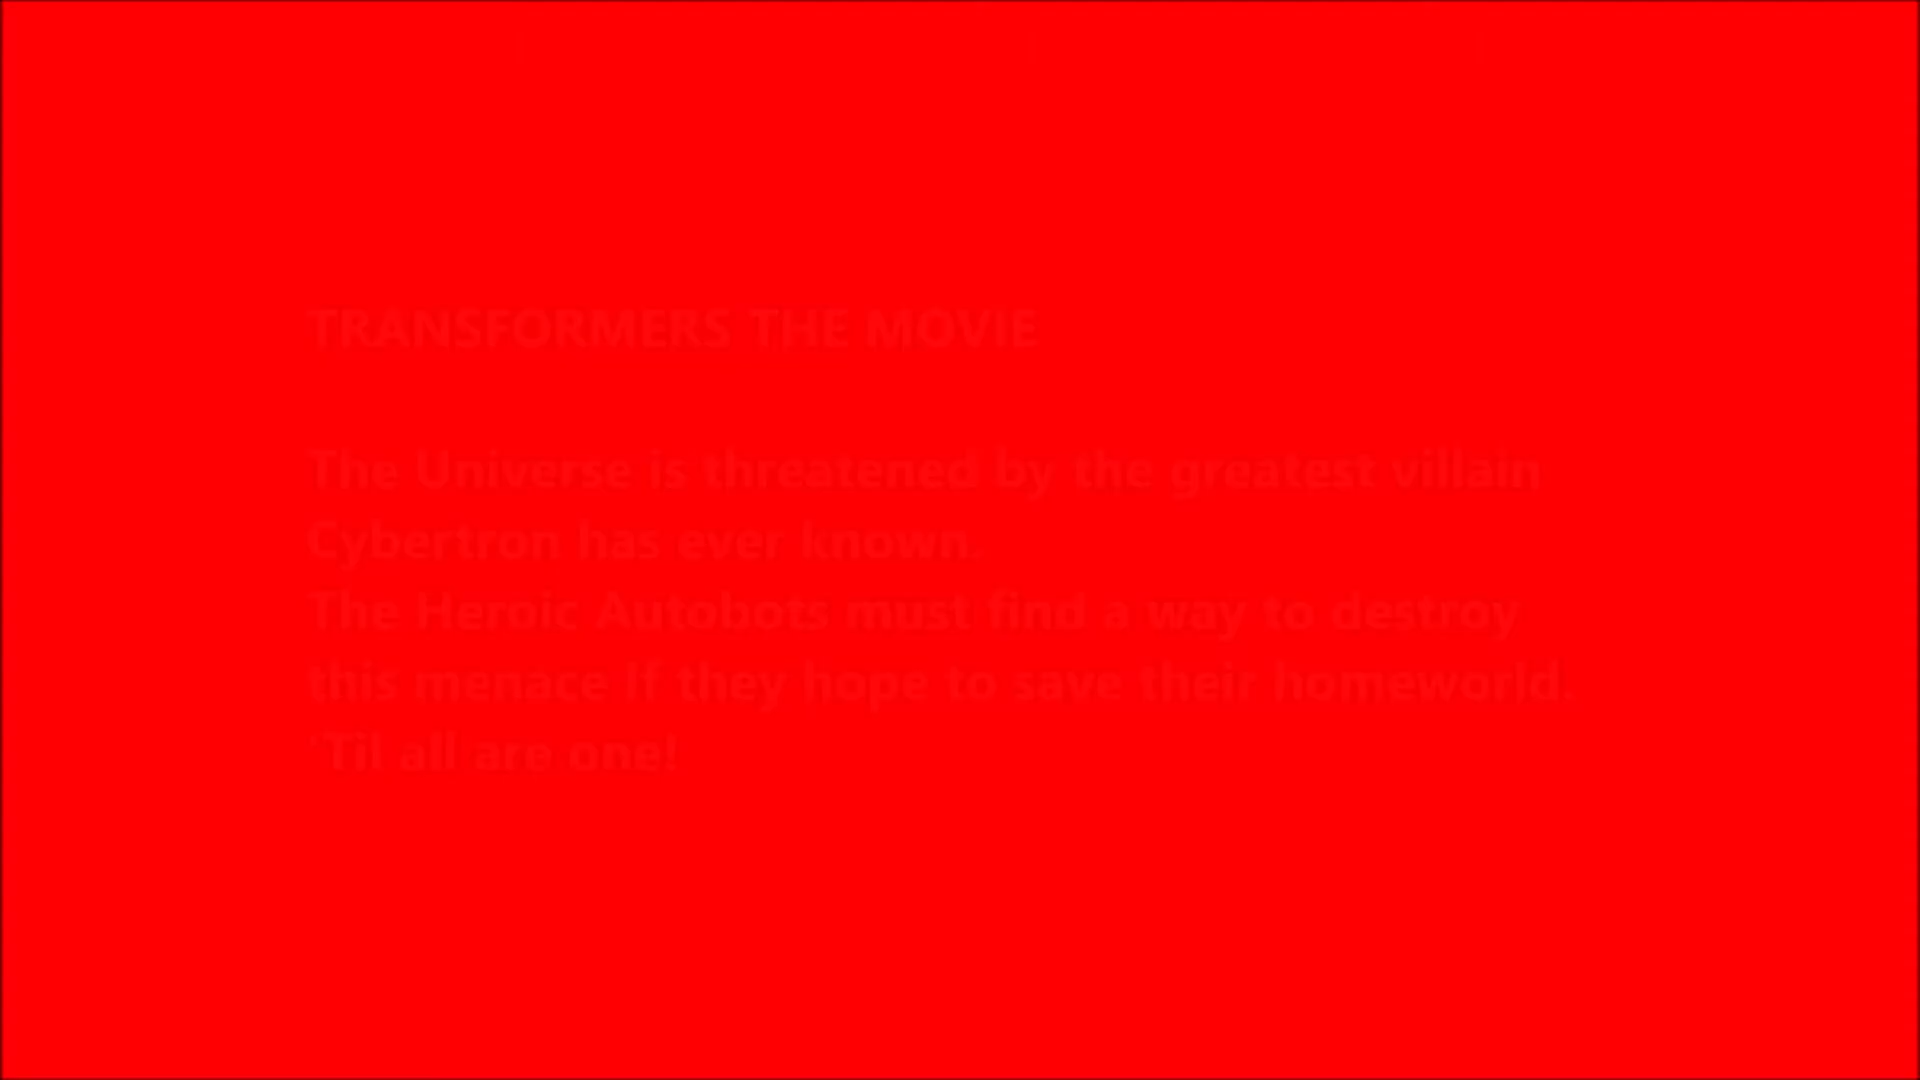 TRANSFORMERS THE MOVIE
The Universe is threatened by the greatest villain
Cybertron has ever known.
The Heroic Autobots must find a way to destroy
this menace if they hope to save their homeworld.
'Til all are one!